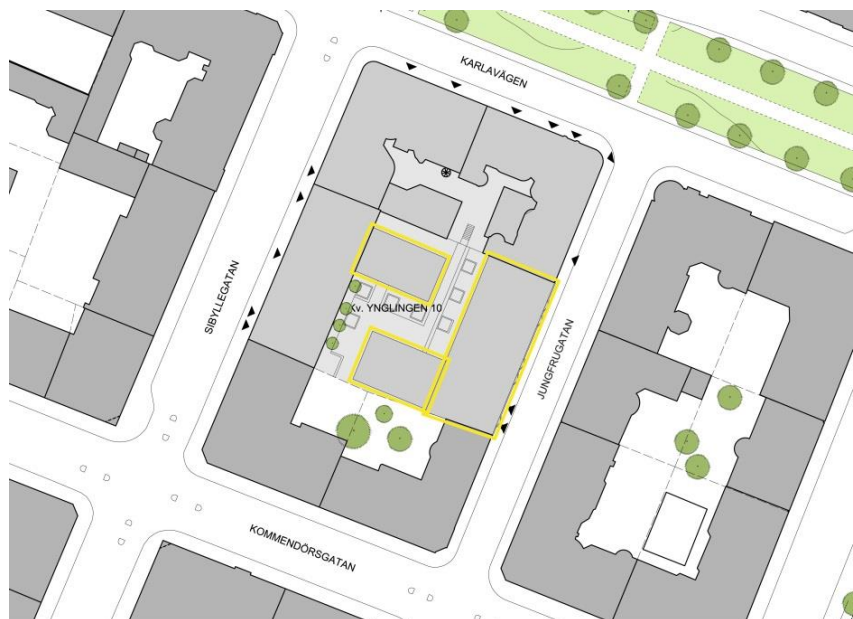 KARLAVÄGEN
SIBYLLEGATAN
Kv. YNGLINGEN 10
JUNGFRUGATAN
KOMMENDÖRSGATAN